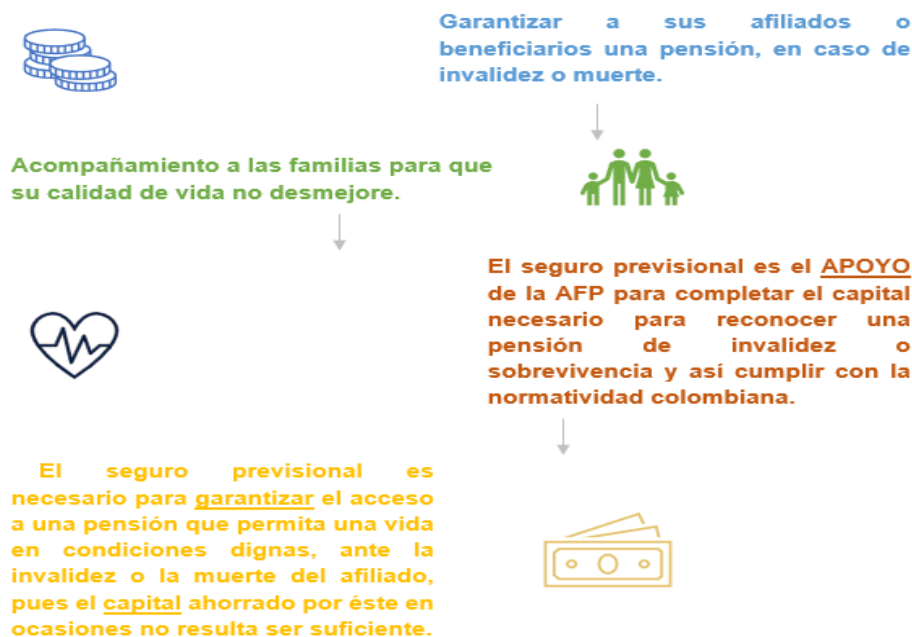 Garantizar a sus afiliados o
beneficiarios una pensión, en caso de
invalidez o muerte.
Acompañamiento a las familias para que
su calidad de vida no desmejore.
El seguro previsional es el APOYO
de la AFP para completar el capital
necesario para reconocer una
pensión de invalidez o
sobrevivencia y así cumplir con la
normatividad colombiana.
El seguro previsional es
necesario para garantizar el acceso
a una pensión que permita una vida
en condiciones dignas, ante la
invalidez o la muerte del afiliado,
pues el capital ahorrado por éste en
ocasiones no resulta ser suficiente.